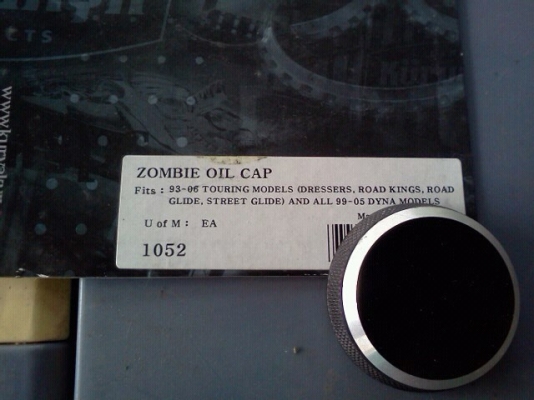 CTS
ZOMBIE OIL CAP
Fits : 93-06 TOURING MODELS (DRESSERS, ROAD KINGS, ROAD
GLIDE, STREET GLIDE) AND ALL 99-05 DYNA MODELS
U of M : EA
1052